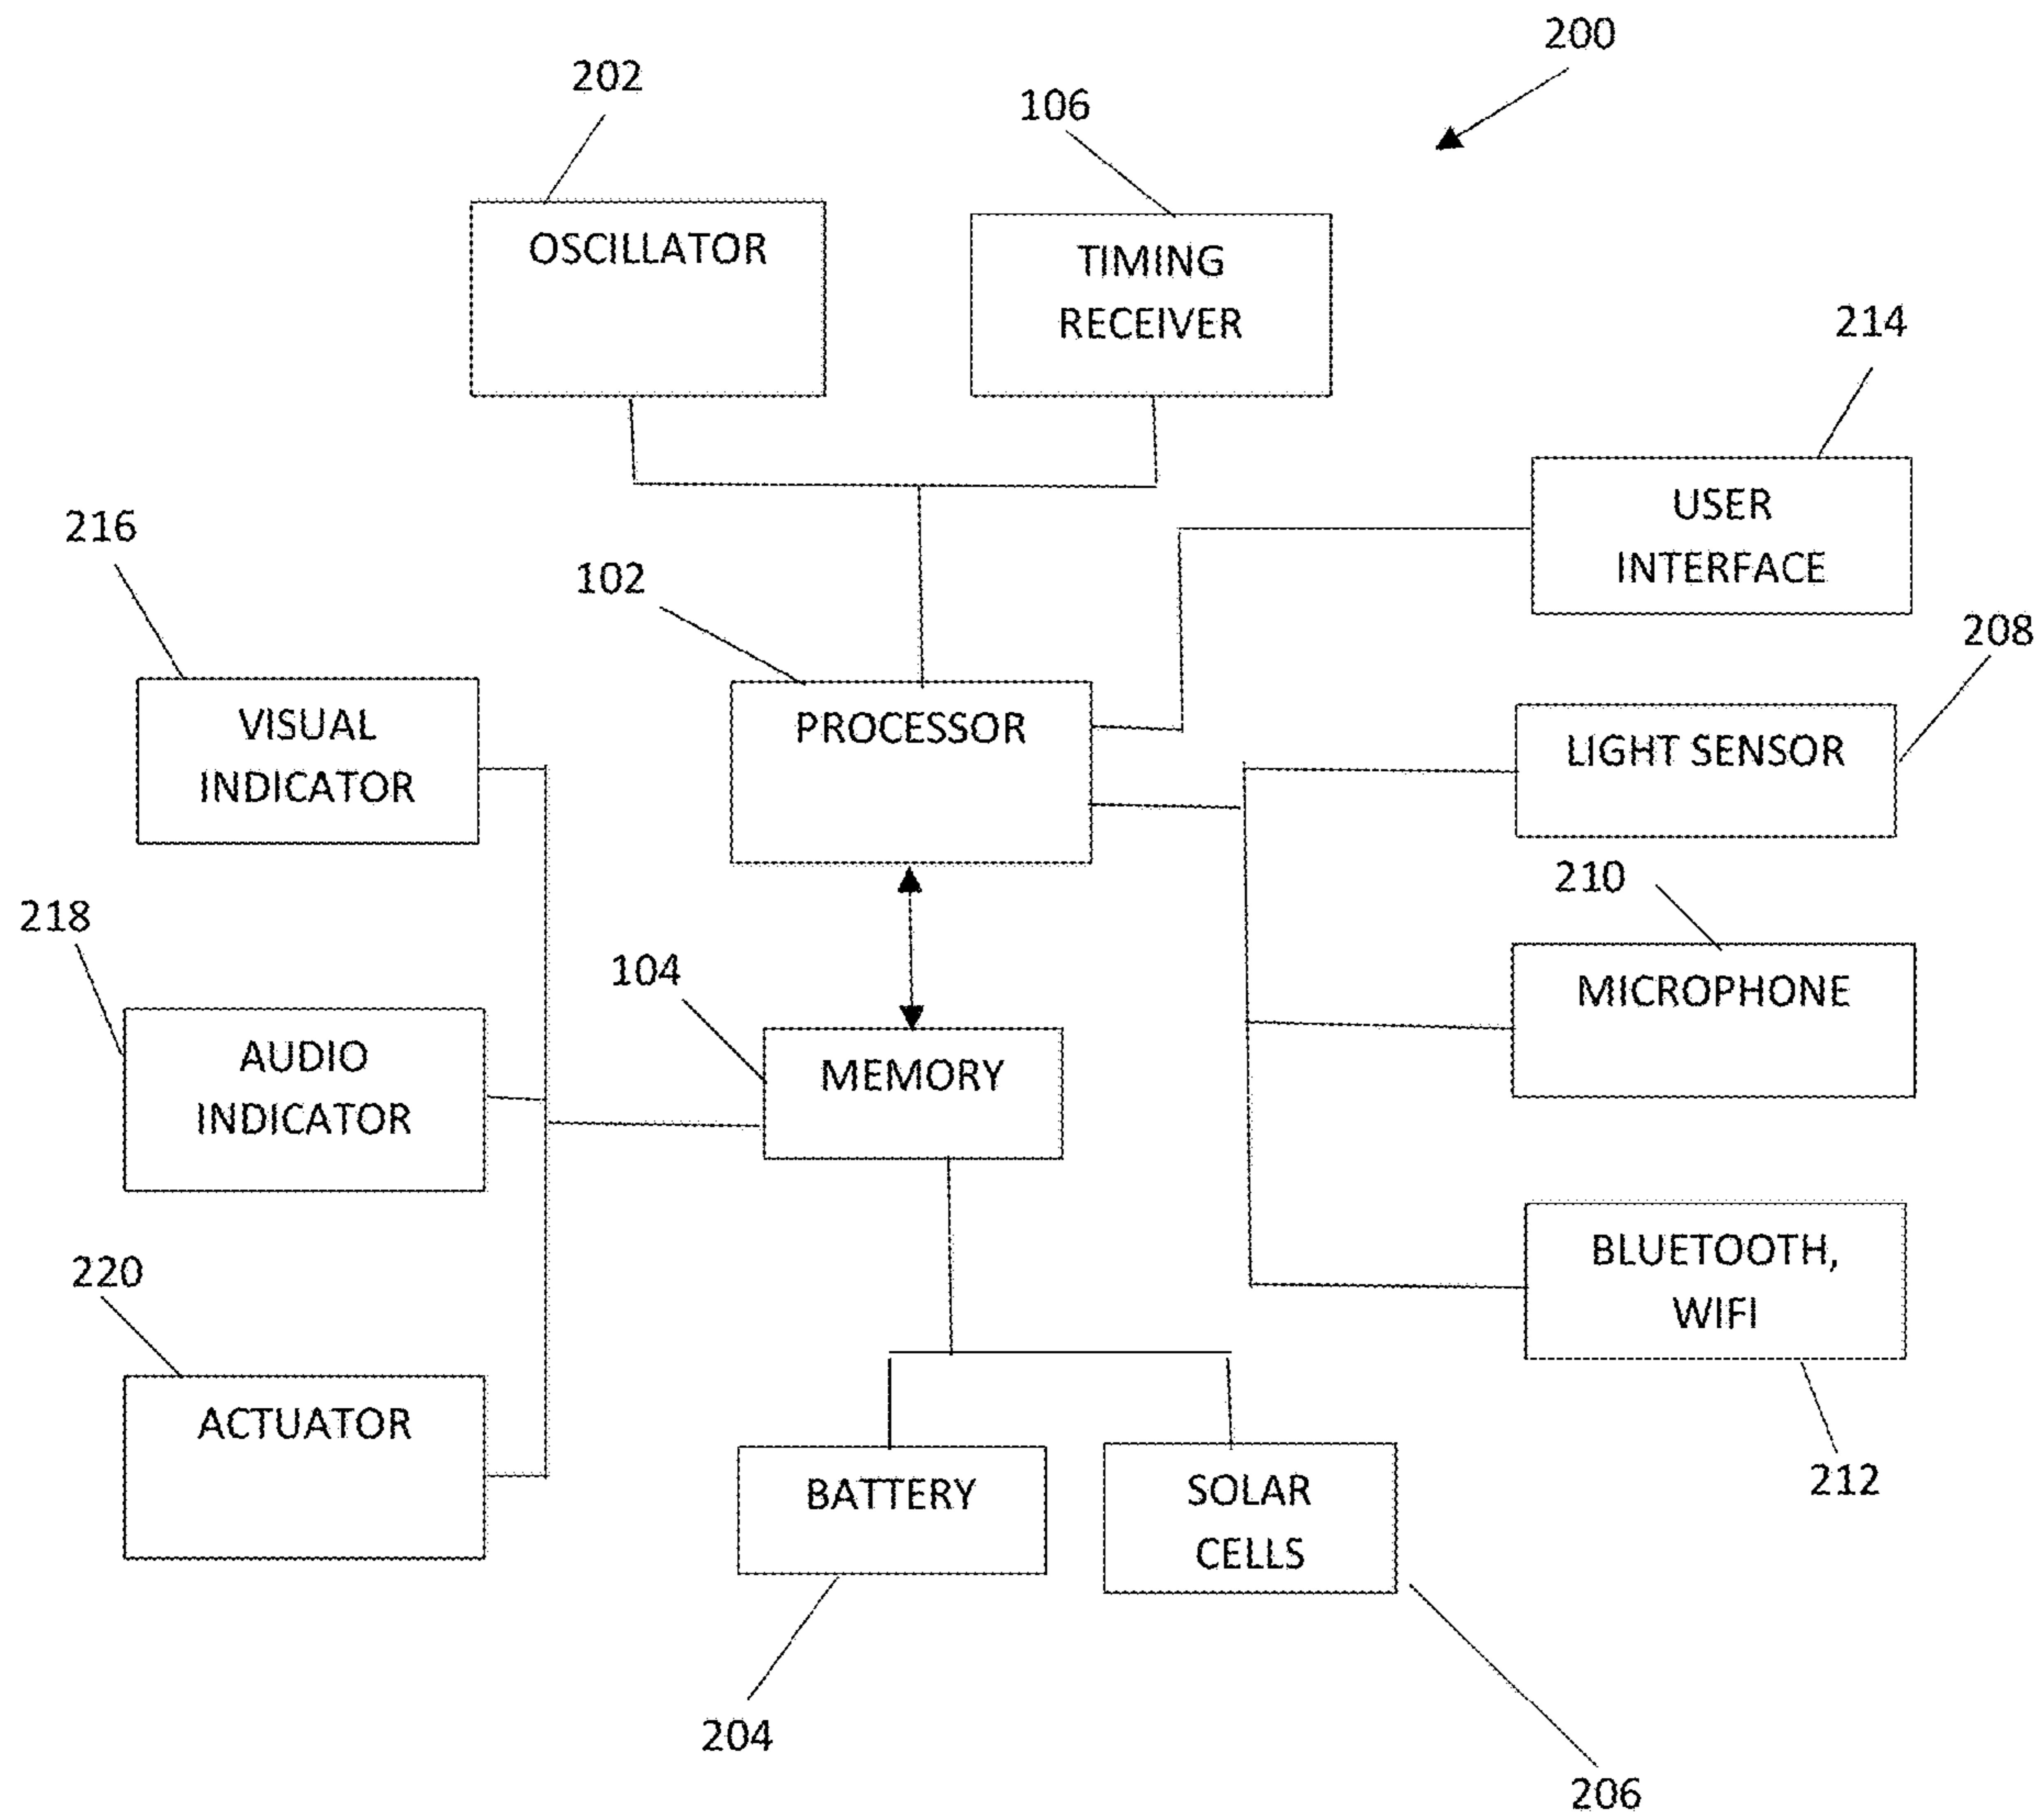 200
202
106
OSCILLATOR
TIMING
RECEIVER
214
USER
INTERFACE
216
102
208
VISUAL
INDICATOR
PROCESSOR
LIGHT SENSOR
210
218
104
MICROPHONE
AUDIO
INDICATOR
MEMORY
BLUETOOTH,
WIFI
220
ACTUATOR
212
BATTERY
SOLAR
CELLS
204
206